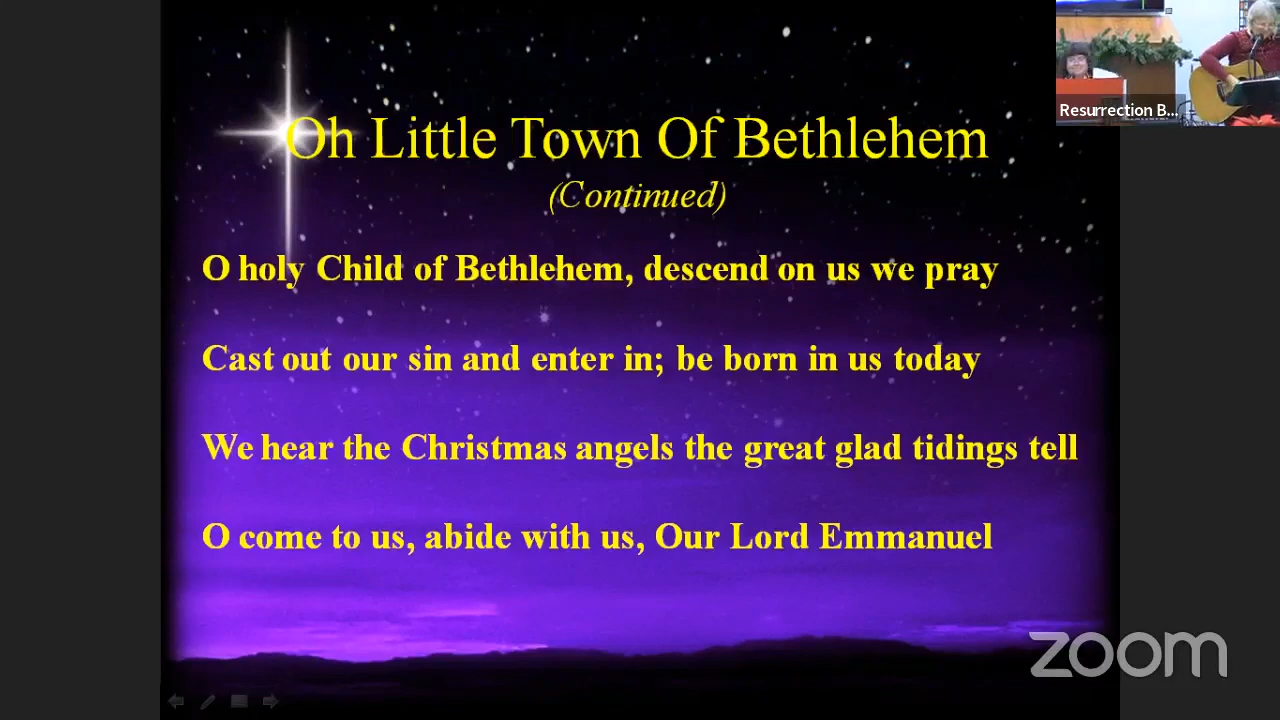 Oh Little Town Of Bethlehem
(Continued)
O holy Child of Bethlehem, descend on us we pray
Cast out our sin and enter in; be born in us today
We hear the Christmas angels the great glad tidings tell
O come to us, abide with us, Our Lord Emmanuel
Resurrection B...
zoom